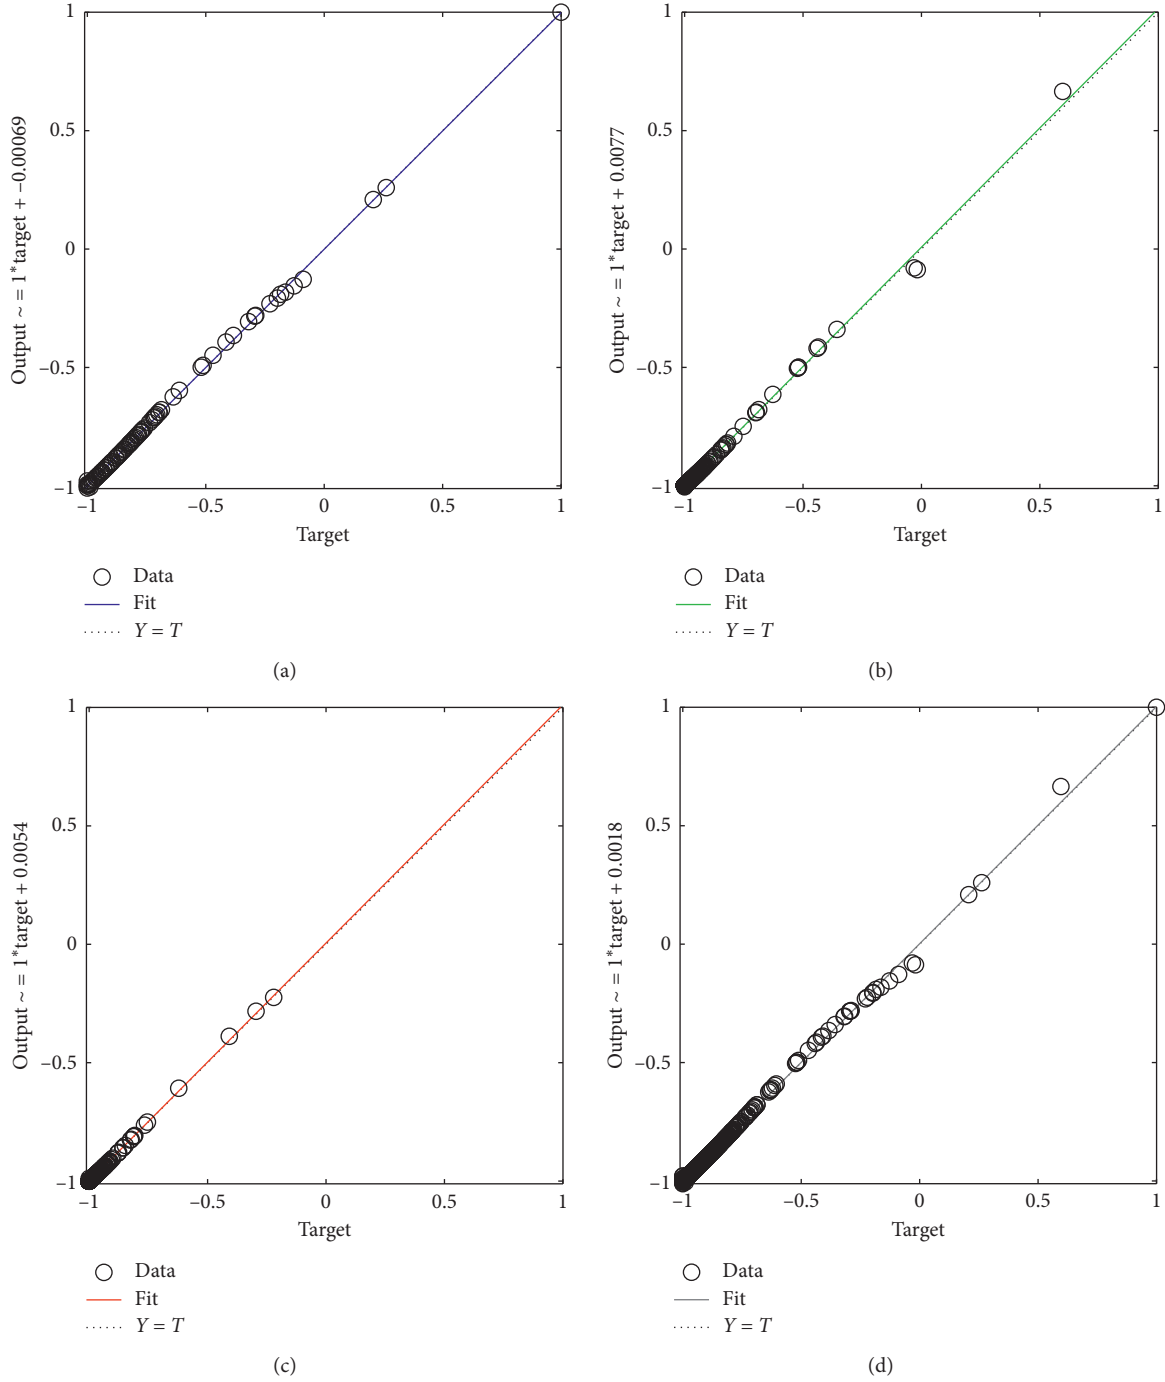 1
0.5
0
–0.5
–1
Output ~ = 1*target + –0.00069
–1
–0.5
0
0.5
1
Target
Data
Fit
Y = T
(a)
1
0.5
0
–0.5
–1
Output ~ = 1*target + 0.0077
–1
–0.5
0
0.5
1
Target
Data
Fit
Y = T
(b)
1
0.5
0
–0.5
–1
Output ~ = 1*target + 0.0054
–1
–0.5
0
0.5
1
Target
Data
Fit
Y = T
(c)
1
0.5
0
–0.5
–1
Output ~ = 1*target + 0.0018
–1
–0.5
0
0.5
1
Target
Data
Fit
Y = T
(d)